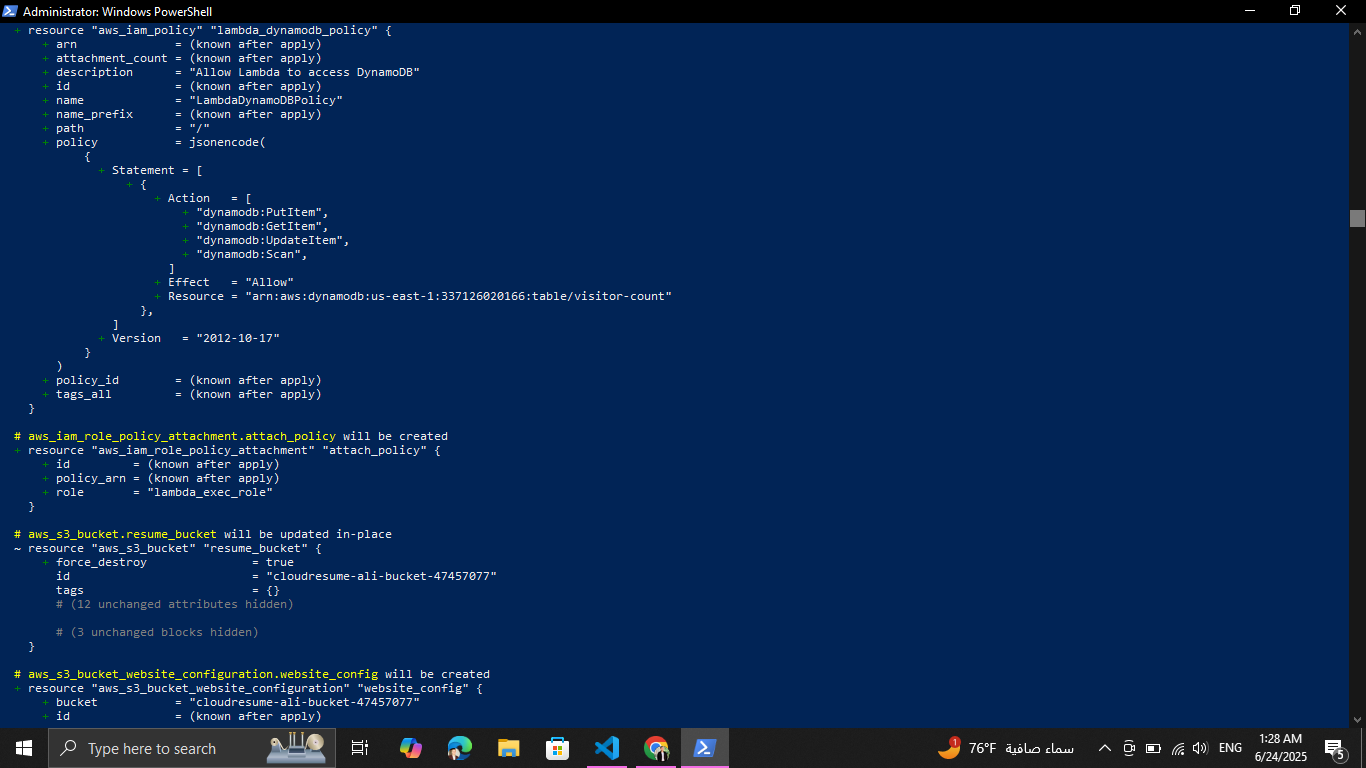 Administrator: Windows PowerShell
+ resource "aws_iam_policy" "lambda_dynamodb_policy" {
+ arn = (known after apply)
+ attachment_count = (known after apply)
+ description = "Allow Lambda to access DynamoDB"
+ id = (known after apply)
+ name = "LambdaDynamoDBPolicy"
+ name_prefix = (known after apply)
+ path = "/"
+ policy = jsonencode(
{
+ Statement = [
+ {
+ Action = [
+ "dynamodb:PutItem",
+ "dynamodb:GetItem",
+ "dynamodb:UpdateItem",
+ "dynamodb:Scan",
]
+ Effect = "Allow"
+ Resource = "arn:aws:dynamodb:us-east-1:337126020166:table/visitor-count"
},
]
+ Version = "2012-10-17"
}
)
+ policy_id = (known after apply)
+ tags_all = (known after apply)
}
# aws_iam_role_policy_attachment.attach_policy will be created
+ resource "aws_iam_role_policy_attachment" "attach_policy" {
+ id = (known after apply)
+ policy_arn = (known after apply)
+ role = "lambda_exec_role"
}
# aws_s3_bucket.resume_bucket will be updated in-place
~ resource "aws_s3_bucket" "resume_bucket" {
+ force_destroy = true
id = "cloudresume-ali-bucket-47457077"
tags = {}
# (12 unchanged attributes hidden)
# (3 unchanged blocks hidden)
}
# aws_s3_bucket_website_configuration.website_config will be created
+ resource "aws_s3_bucket_website_configuration" "website_config" {
+ bucket = "cloudresume-ali-bucket-47457077"
+ id = (known after apply)
Type here to search
1
76°F سماء صافية
ENG
1:28 AM
6/24/2025
5